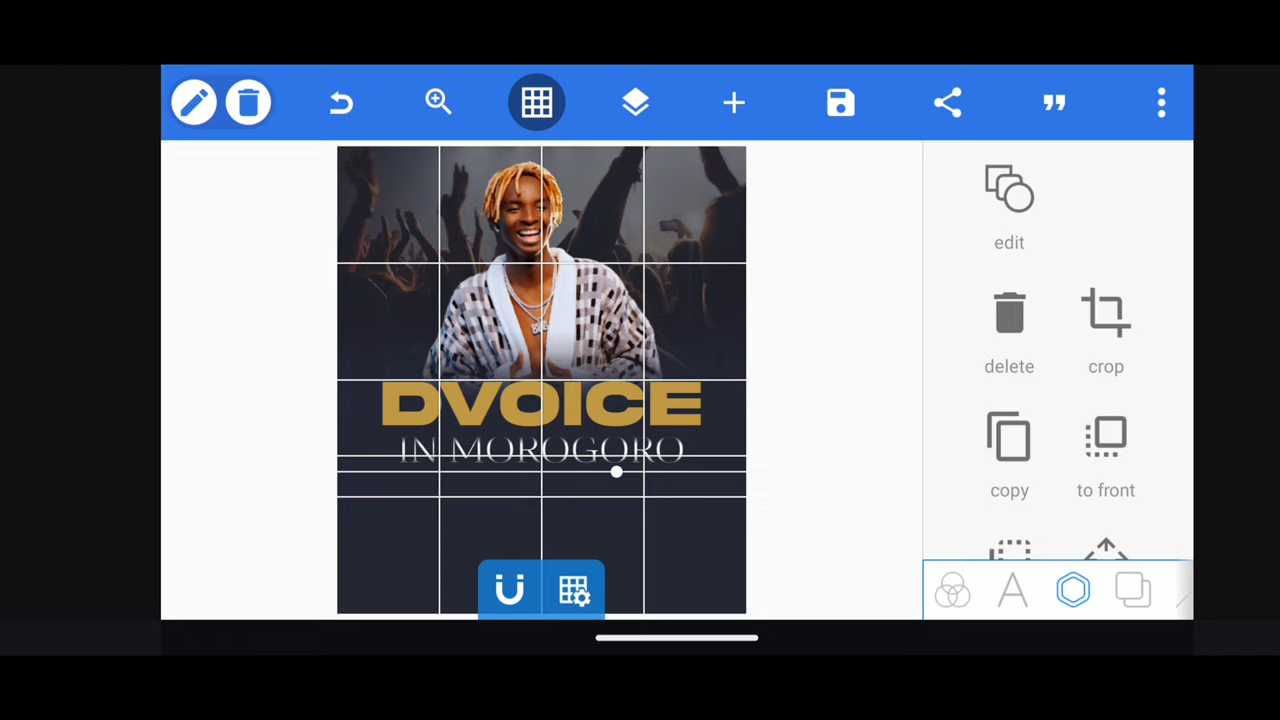 edit
delete
crop
DVOICE
IN MOROGORO
copy
to front